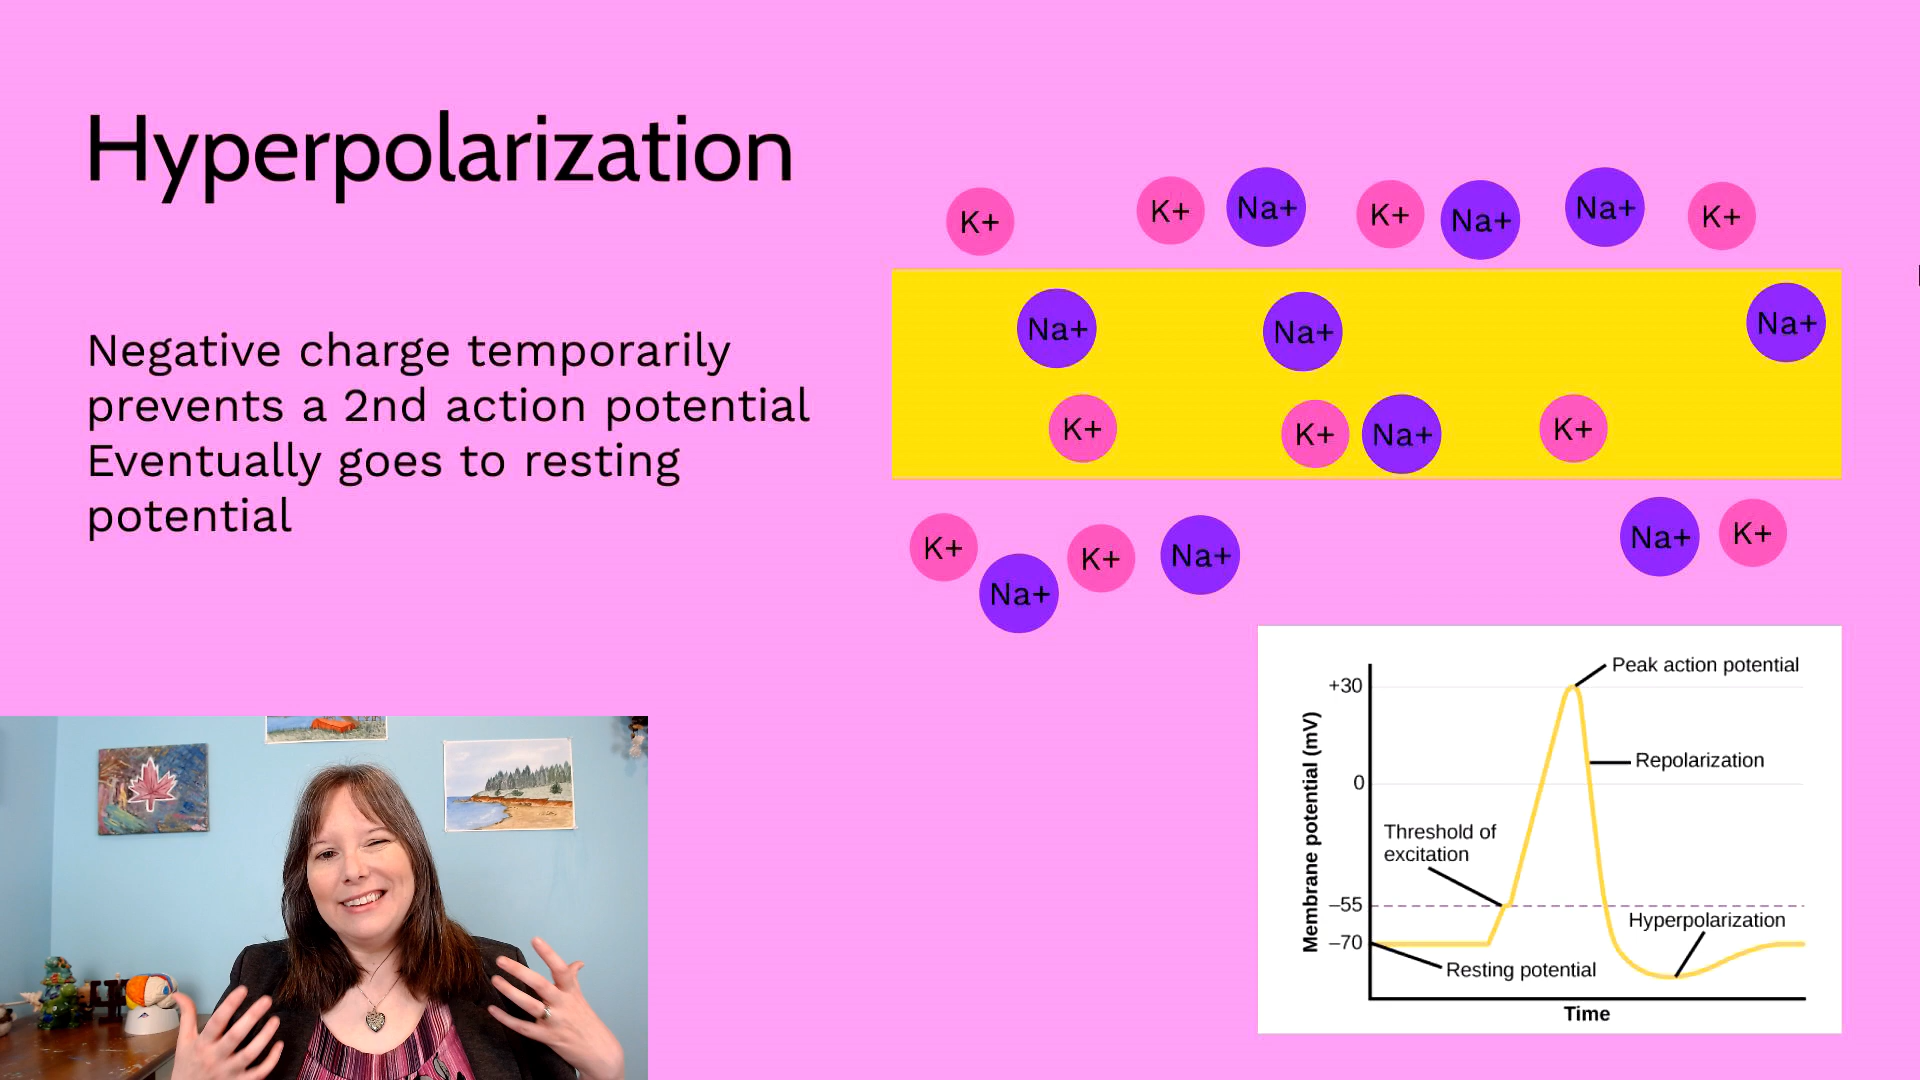 Hyperpolarization
Negative charge temporarily
prevents a 2nd action potential
Eventually goes to resting
potential
K+
K+
Na+
K+
Na+
Na+
K+
Na+
Na+
Na+
K+
K+
Na+
K+
K+
Na+
K+
Na+
Na+
K+
Peak action potential
+30
Repolarization
0
Threshold of
excitation
–55
Hyperpolarization
–70
Resting potential
Membrane potential (mV)
Time